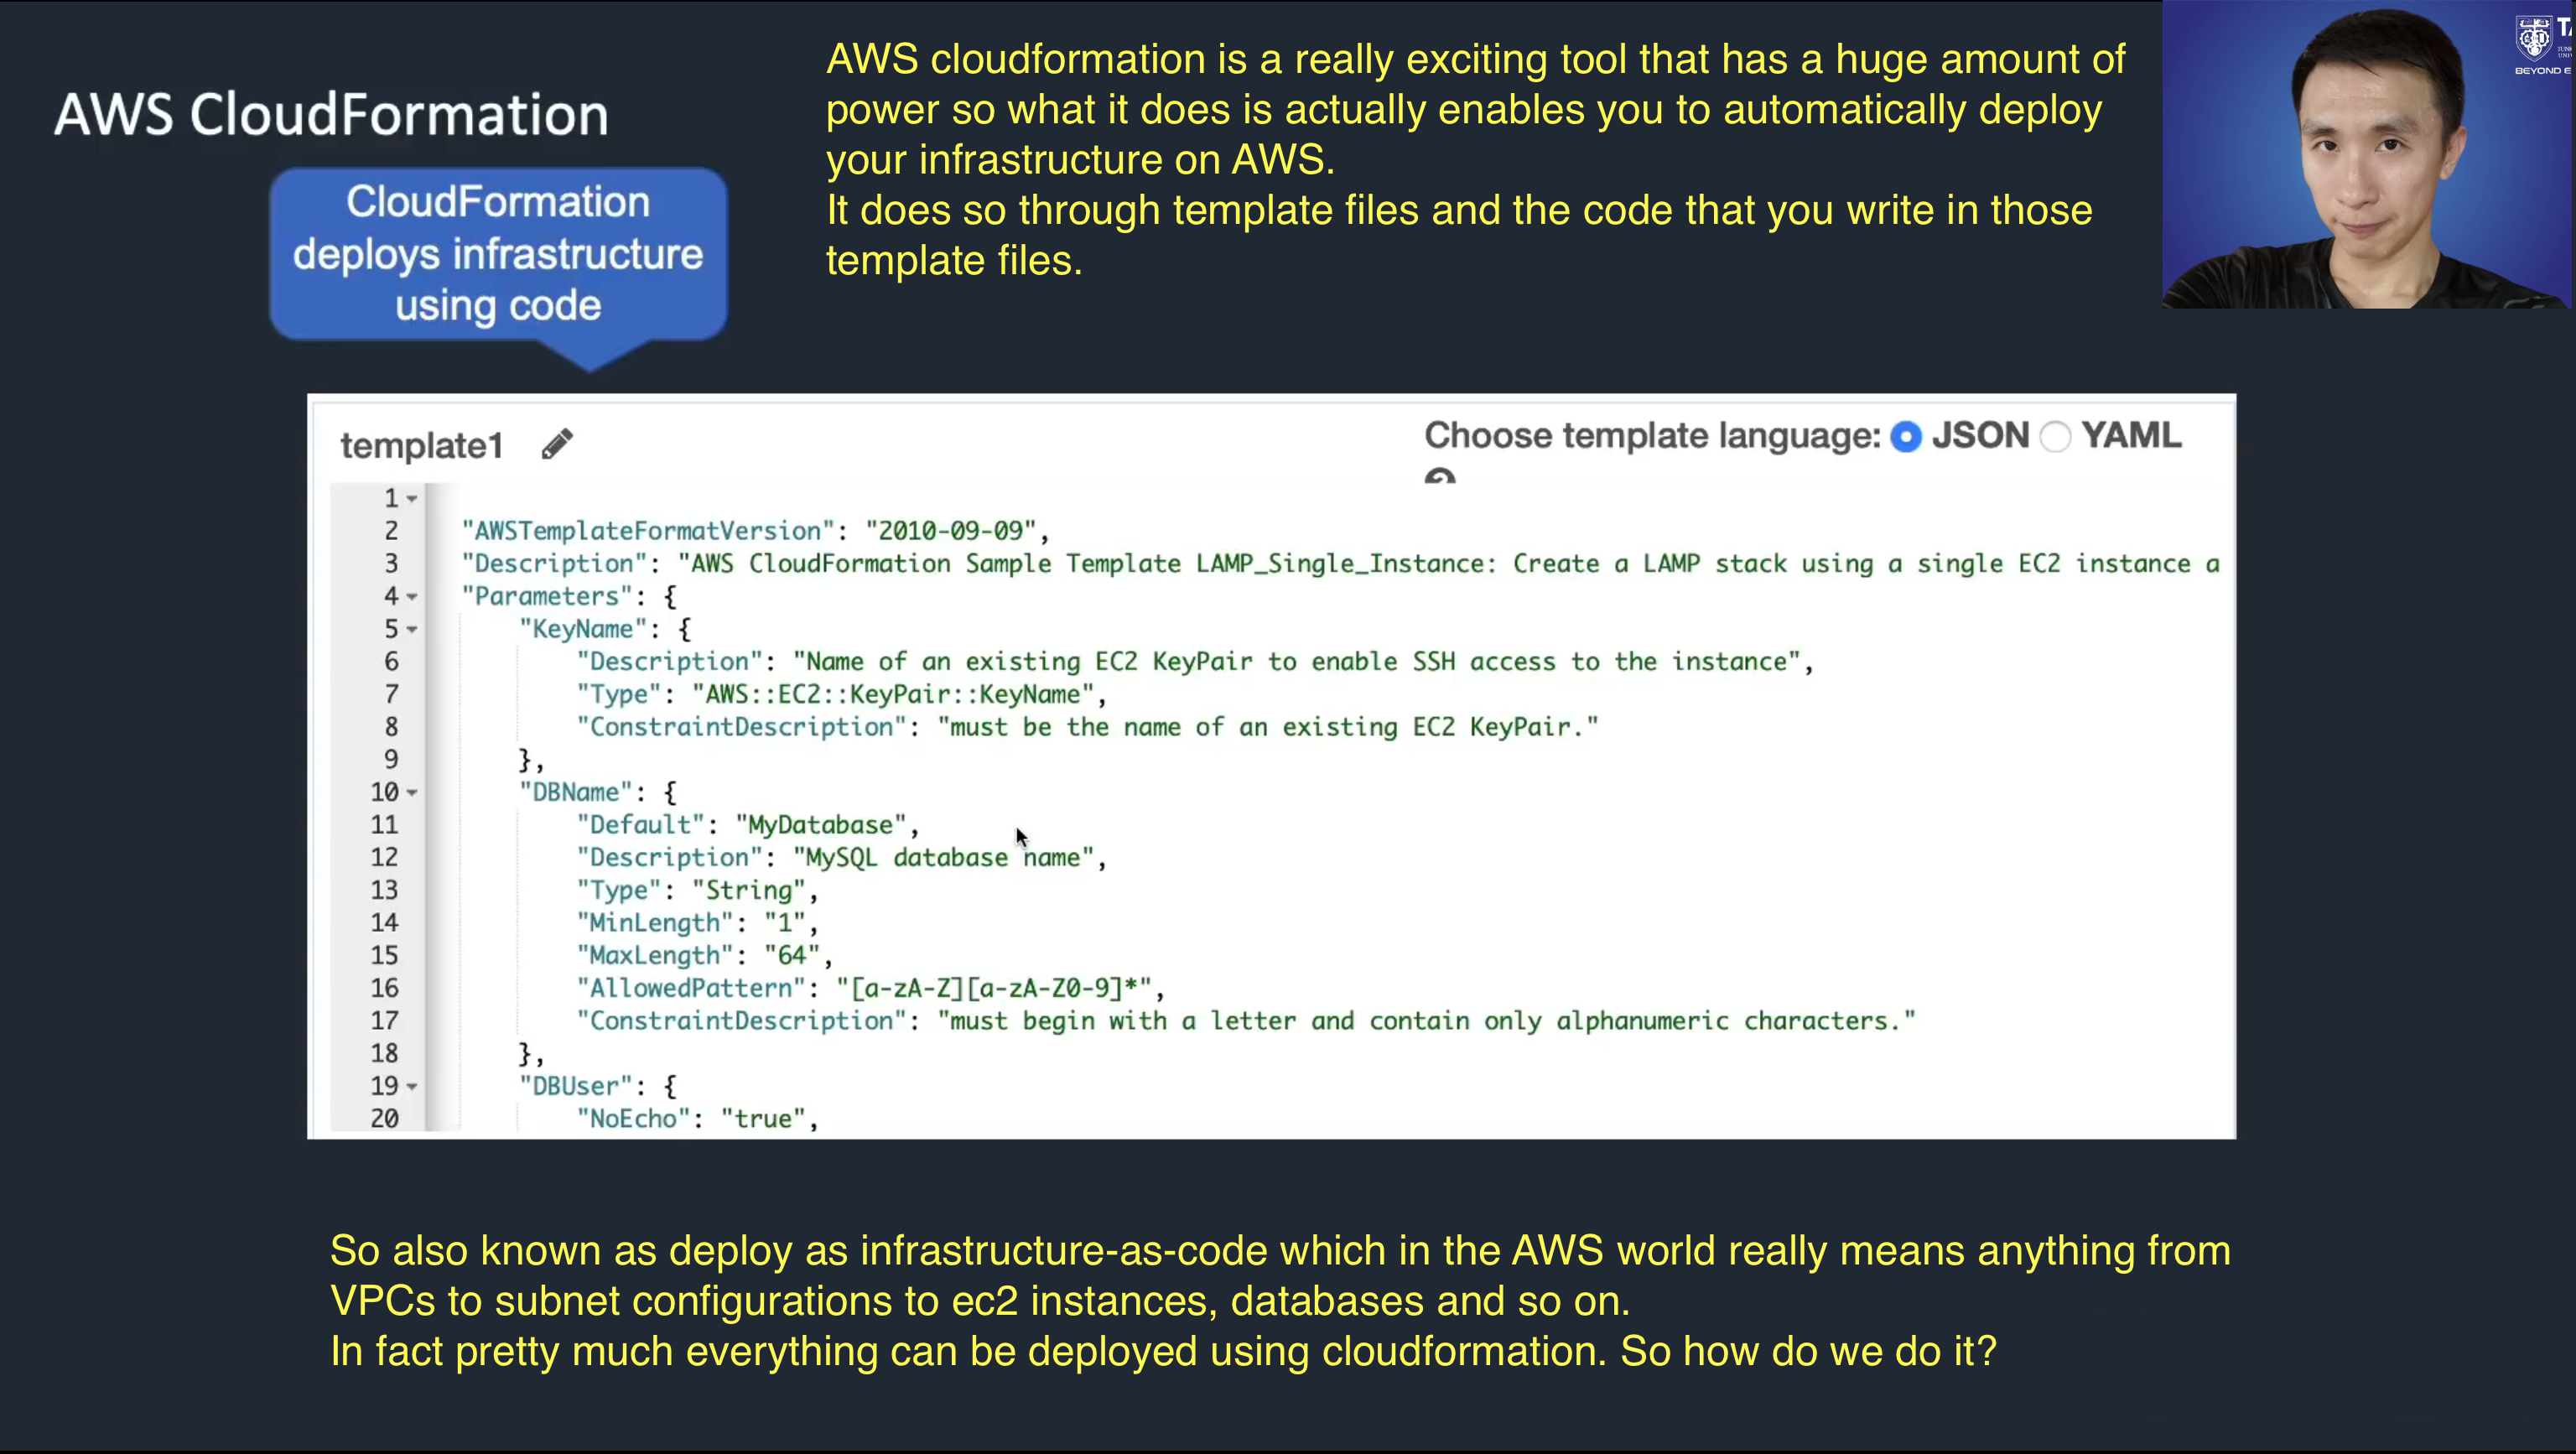 AWS CloudFormation
CloudFormation
deploys infrastructure
using code
AWS cloudformation is a really exciting tool that has a huge amount of
power so what it does is actually enables you to automatically deploy
your infrastructure on AWS.
It does so through template files and the code that you write in those
template files.
BEYOND E
template1
Choose template language: JSON YAML
1
2 "AWSTemplateFormatVersion": "2010-09-09",
3 "Description": "AWS CloudFormation Sample Template LAMP_Single_Instance: Create a LAMP stack using a single EC2 instance a
4 "Parameters": {
5 "KeyName": {
6 "Description": "Name of an existing EC2 KeyPair to enable SSH access to the instance",
7 "Type": "AWS::EC2::KeyPair::KeyName",
8 "ConstraintDescription": "must be the name of an existing EC2 KeyPair."
9 },
10 "DBName": {
11 "Default": "MyDatabase",
12 "Description": "MySQL database name",
13 "Type": "String",
14 "MinLength": "1",
15 "MaxLength": "64",
16 "AllowedPattern": "[a-zA-Z][a-zA-Z0-9]*",
17 "ConstraintDescription": "must begin with a letter and contain only alphanumeric characters."
18 },
19 "DBUser": {
20 "NoEcho": "true",
So also known as deploy as infrastructure-as-code which in the AWS world really means anything from
VPCs to subnet configurations to ec2 instances, databases and so on.
In fact pretty much everything can be deployed using cloudformation. So how do we do it?